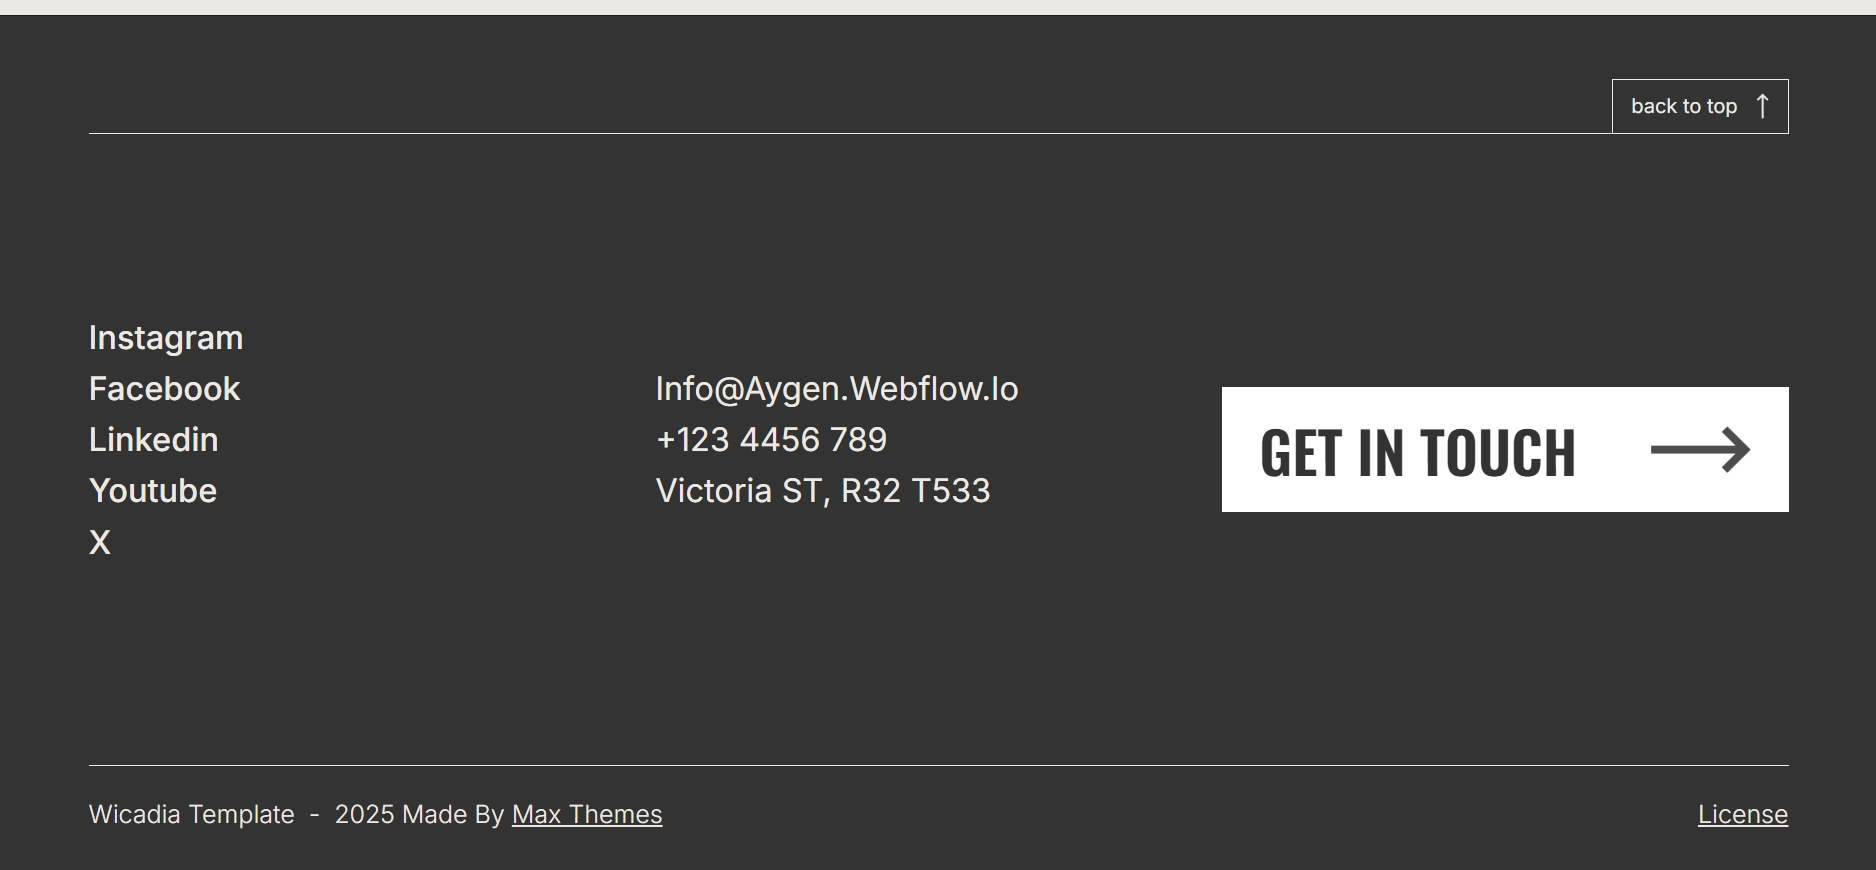 back to top ↑
Instagram
Facebook
Linkedin
Youtube
X
Info@Aygen.Webflow.Io
+123 4456 789
Victoria ST, R32 T533
GET IN TOUCH
Wicadia Template - 2025 Made By Max Themes
License